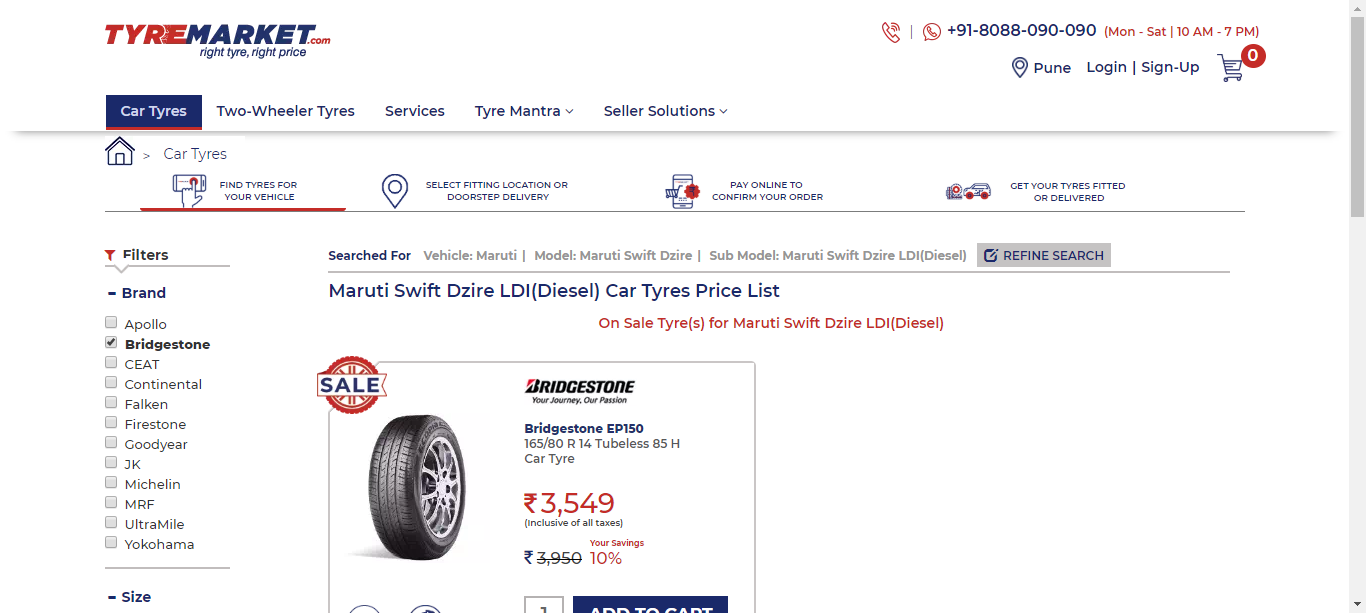 TYREMARKET.com
right tyre, right price
+91-8088-090-090 (Mon - Sat | 10 AM - 7 PM)
Pune Login | Sign-Up 0
Car Tyres Two-Wheeler Tyres Services Tyre Mantra Seller Solutions
> Car Tyres
FIND TYRES FOR
YOUR VEHICLE
SELECT FITTING LOCATION OR
DOORSTEP DELIVERY
PAY ONLINE TO
CONFIRM YOUR ORDER
GET YOUR TYRES FITTED
OR DELIVERED
Filters
- Brand
Apollo
Bridgestone
CEAT
Continental
Falken
Firestone
Goodyear
JK
Michelin
MRF
UltraMile
Yokohama
- Size
Searched For Vehicle: Maruti | Model: Maruti Swift Dzire | Sub Model: Maruti Swift Dzire LDI(Diesel) REFINE SEARCH
Maruti Swift Dzire LDI(Diesel) Car Tyres Price List
On Sale Tyre(s) for Maruti Swift Dzire LDI(Diesel)
SALE
BRIDGESTONE
Your Journey, Our Passion
Bridgestone EP150
165/80 R 14 Tubeless 85 H
Car Tyre
₹3,549
(Inclusive of all taxes)
Your Savings
₹ 3,950 10%
1 ADD TO CART